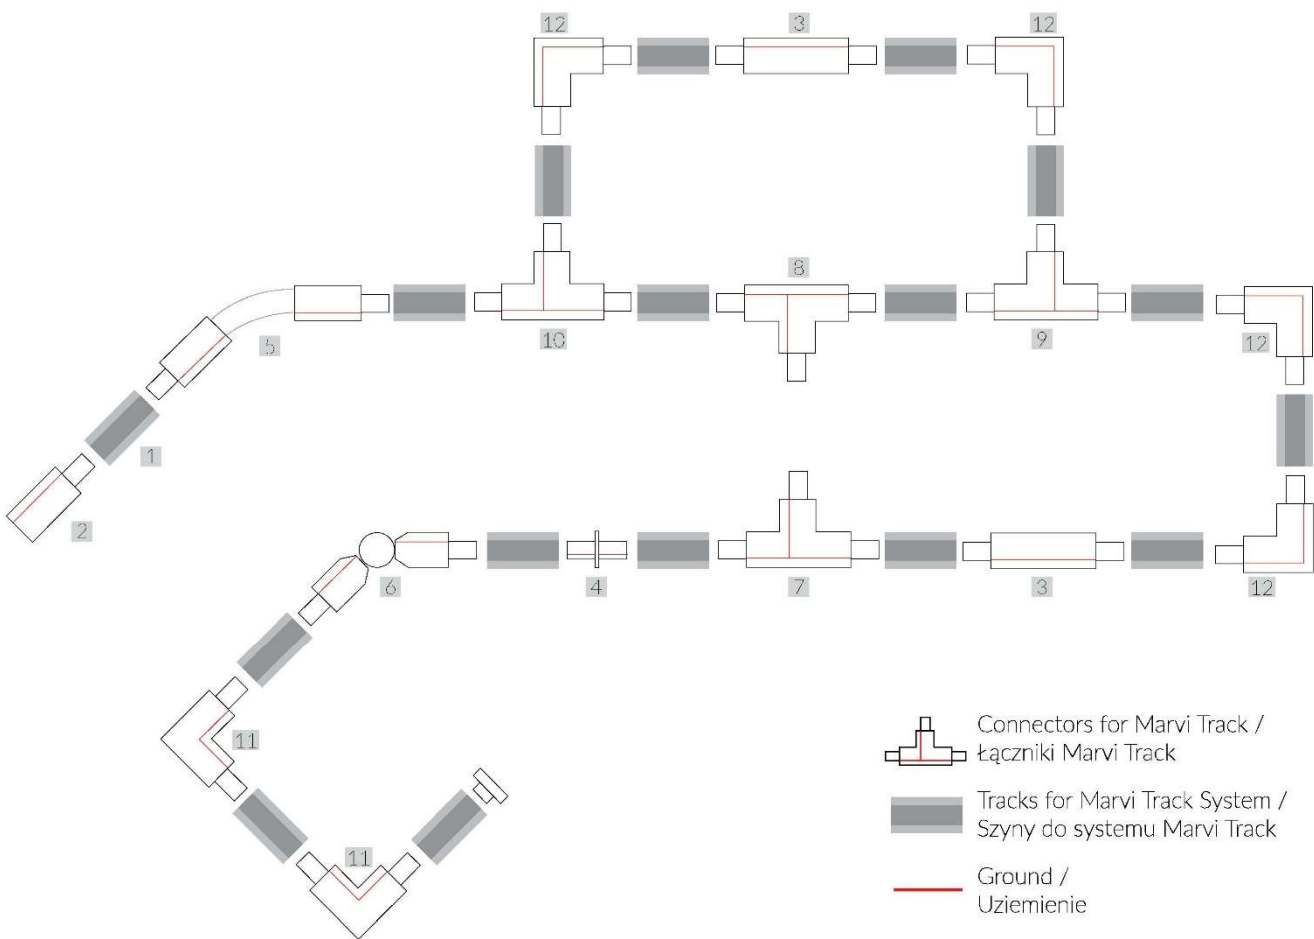 12
3
12
8
5
10
9
12
1
2
6
4
7
3
12
11
11
Connectors for Marvi Track /
Łączniki Marvi Track
Tracks for Marvi Track System /
Szyny do systemu Marvi Track
Ground /
Uziemienie